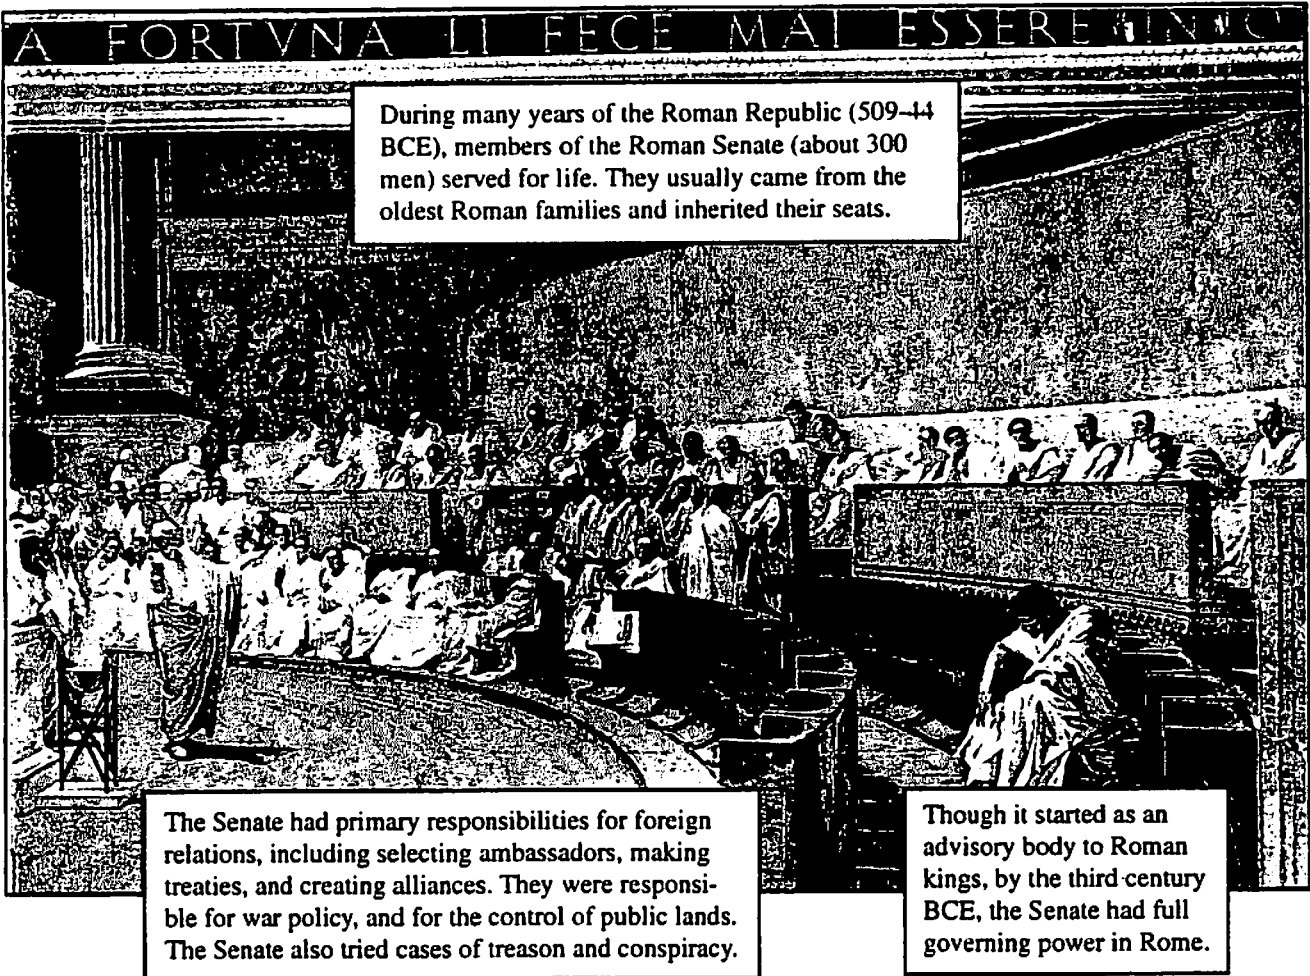 A FORTVNA LI FECE MAI ESSERE
During many years of the Roman Republic (509–44
BCE), members of the Roman Senate (about 300
men) served for life. They usually came from the
oldest Roman families and inherited their seats.
The Senate had primary responsibilities for foreign
relations, including selecting ambassadors, making
treaties, and creating alliances. They were responsi-
ble for war policy, and for the control of public lands.
The Senate also tried cases of treason and conspiracy.
Though it started as an
advisory body to Roman
kings, by the third century
BCE, the Senate had full
governing power in Rome.